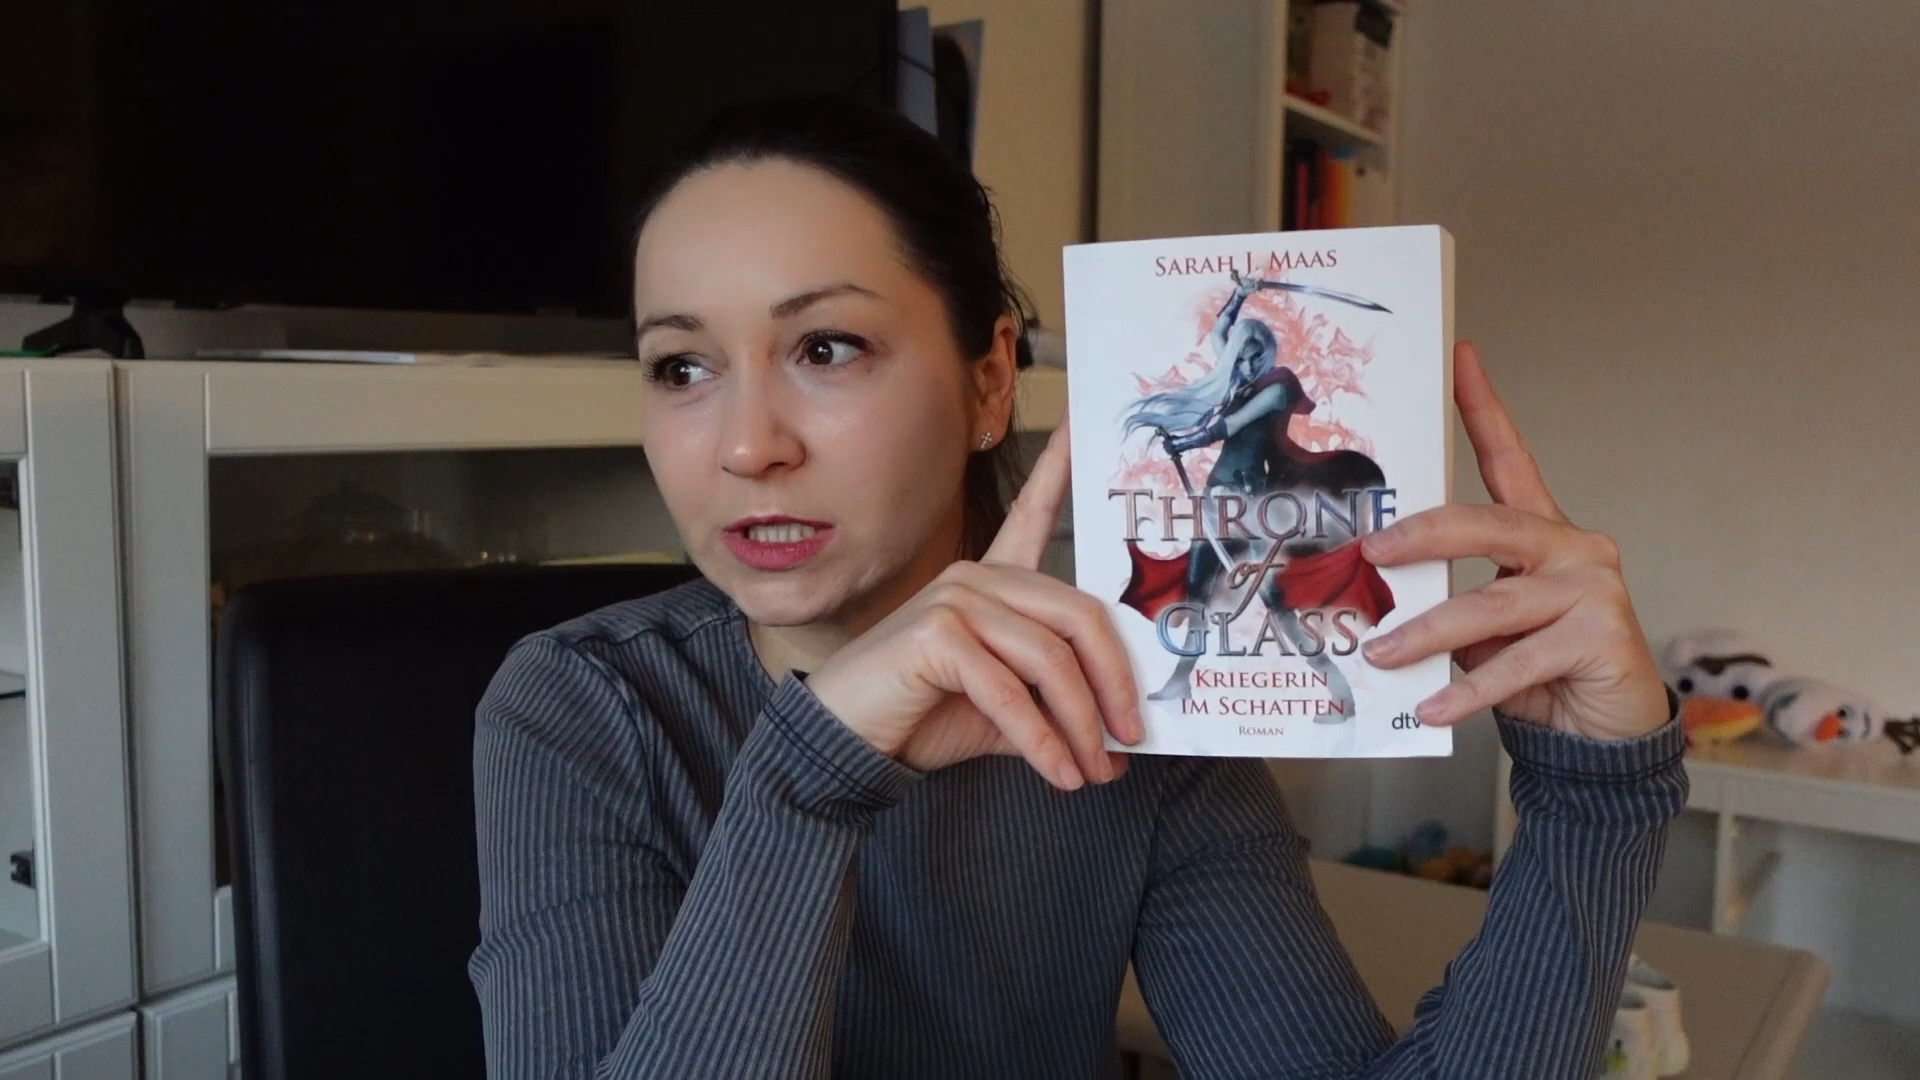 SARAH J. MAAS
THRONE
of
GLASS
KRIEGERIN
IM SCHATTEN
ROMAN
dtv